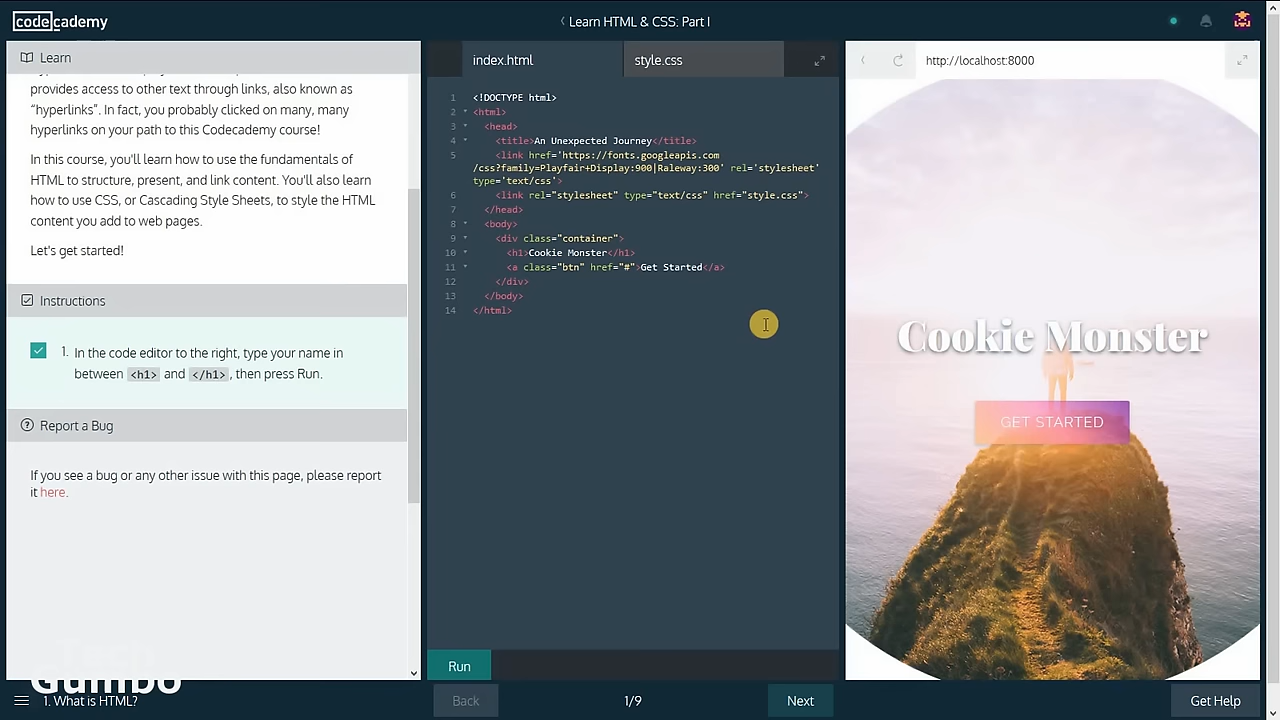 codecademy
Learn HTML & CSS: Part I
Learn
provides access to other text through links, also known as
“hyperlinks”. In fact, you probably clicked on many, many
hyperlinks on your path to this Codecademy course!
In this course, you'll learn how to use the fundamentals of
HTML to structure, present, and link content. You'll also learn
how to use CSS, or Cascading Style Sheets, to style the HTML
content you add to web pages.
Let's get started!
Instructions
1. In the code editor to the right, type your name in
between <h1> and </h1>, then press Run.
Report a Bug
If you see a bug or any other issue with this page, please report
it here.
Tech
Gumbo
1. What is HTML?
index.html
style.css
1 <!DOCTYPE html>
2 <html>
3 <head>
4 <title>An Unexpected Journey</title>
5 <link href='https://fonts.googleapis.com
/css?family=Playfair+Display:900|Raleway:300' rel='stylesheet'
type='text/css'>
6 <link rel="stylesheet" type="text/css" href="style.css">
7 </head>
8 <body>
9 <div class="container">
10 <h1>Cookie Monster</h1>
11 <a class="btn" href="#">Get Started</a>
12 </div>
13 </body>
14 </html>
Run
Back
1/9
Next
http://localhost:8000
Cookie Monster
GET STARTED
Get Help